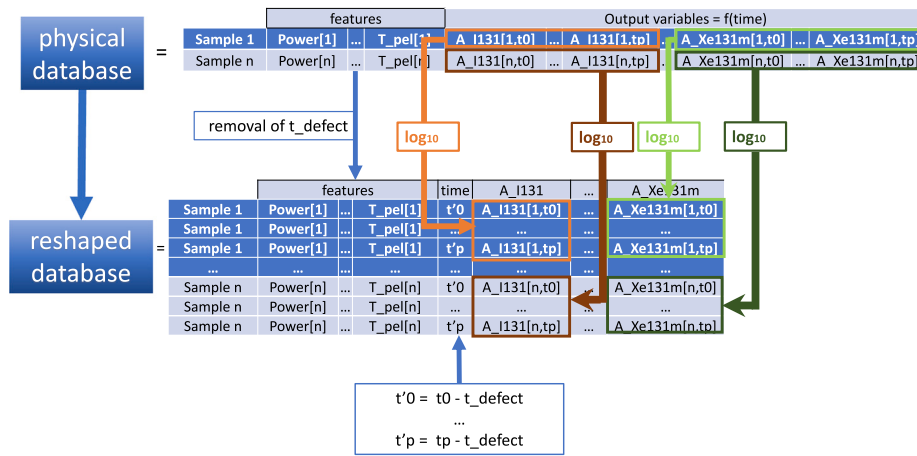 features Output variables = f(time)
physical database =
Sample 1 Power[1] ... T_pel[1] A_I131[1,t0] ... A_I131[1,tp] ... A_Xe131m[1,t0] ... A_Xe131m[1,tp]
Sample n Power[n] ... T_pel[n] A_I131[n,t0] ... A_I131[n,tp] ... A_Xe131m[n,t0] ... A_Xe131m[n,tp]
removal of t_defect
log₁₀ log₁₀ log₁₀ log₁₀
features time A_I131 ... A_Xe131m
reshaped database =
Sample 1 Power[1] ... T_pel[1] t’0 A_I131[1,t0] ... A_Xe131m[1,t0]
Sample 1 Power[1] ... T_pel[1] ... ... ... ...
Sample 1 Power[1] ... T_pel[1] t’p A_I131[1,tp] ... A_Xe131m[1,tp]
... ... ... ... ... ... ... ...
Sample n Power[n] ... T_pel[n] t’0 A_I131[n,t0] ... A_Xe131m[n,t0]
Sample n Power[n] ... T_pel[n] ... ... ... ...
Sample n Power[n] ... T_pel[n] t’p A_I131[n,tp] ... A_Xe131m[n,tp]
t’0 = t0 - t_defect
...
t’p = tp - t_defect